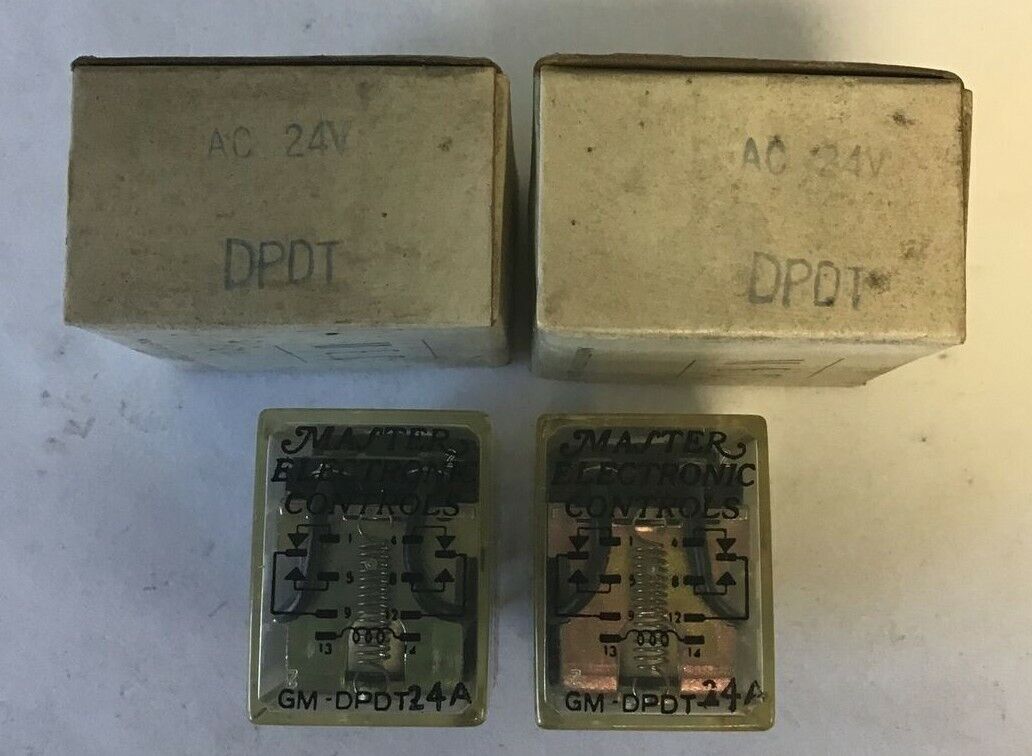 AC 24V
DPDT
AC 24V
DPDT
MASTER
ELECTRONIC
CONTROLS
1 4
5 8
9 12
13 14
GM-DPDT-24A
MASTER
ELECTRONIC
CONTROLS
1 4
5 8
9 12
13 14
GM-DPDT-24A